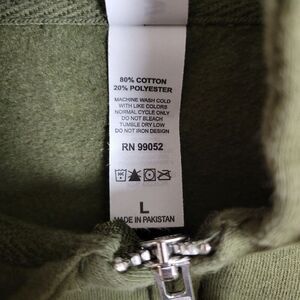 80% COTTON
20% POLYESTER
MACHINE WASH COLD
WITH LIKE COLORS
NORMAL CYCLE ONLY
DO NOT BLEACH
TUMBLE DRY LOW
DO NOT IRON DESIGN
RN 99052
L
MADE IN PAKISTAN